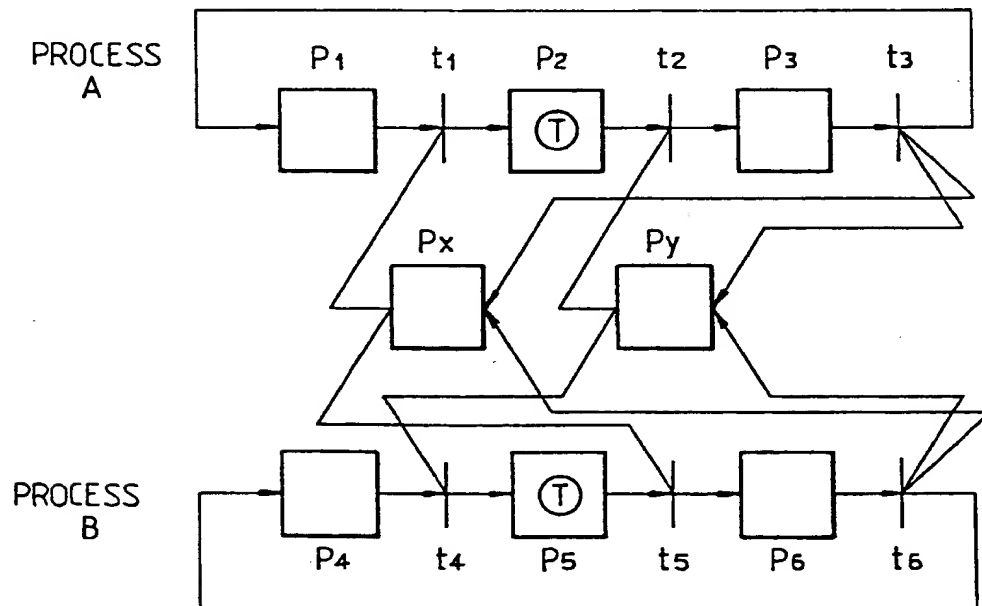 PROCESS
A
P1 t1 P2 t2 P3 t3
T
Px Py
T
PROCESS
B
P4 t4 P5 t5 P6 t6